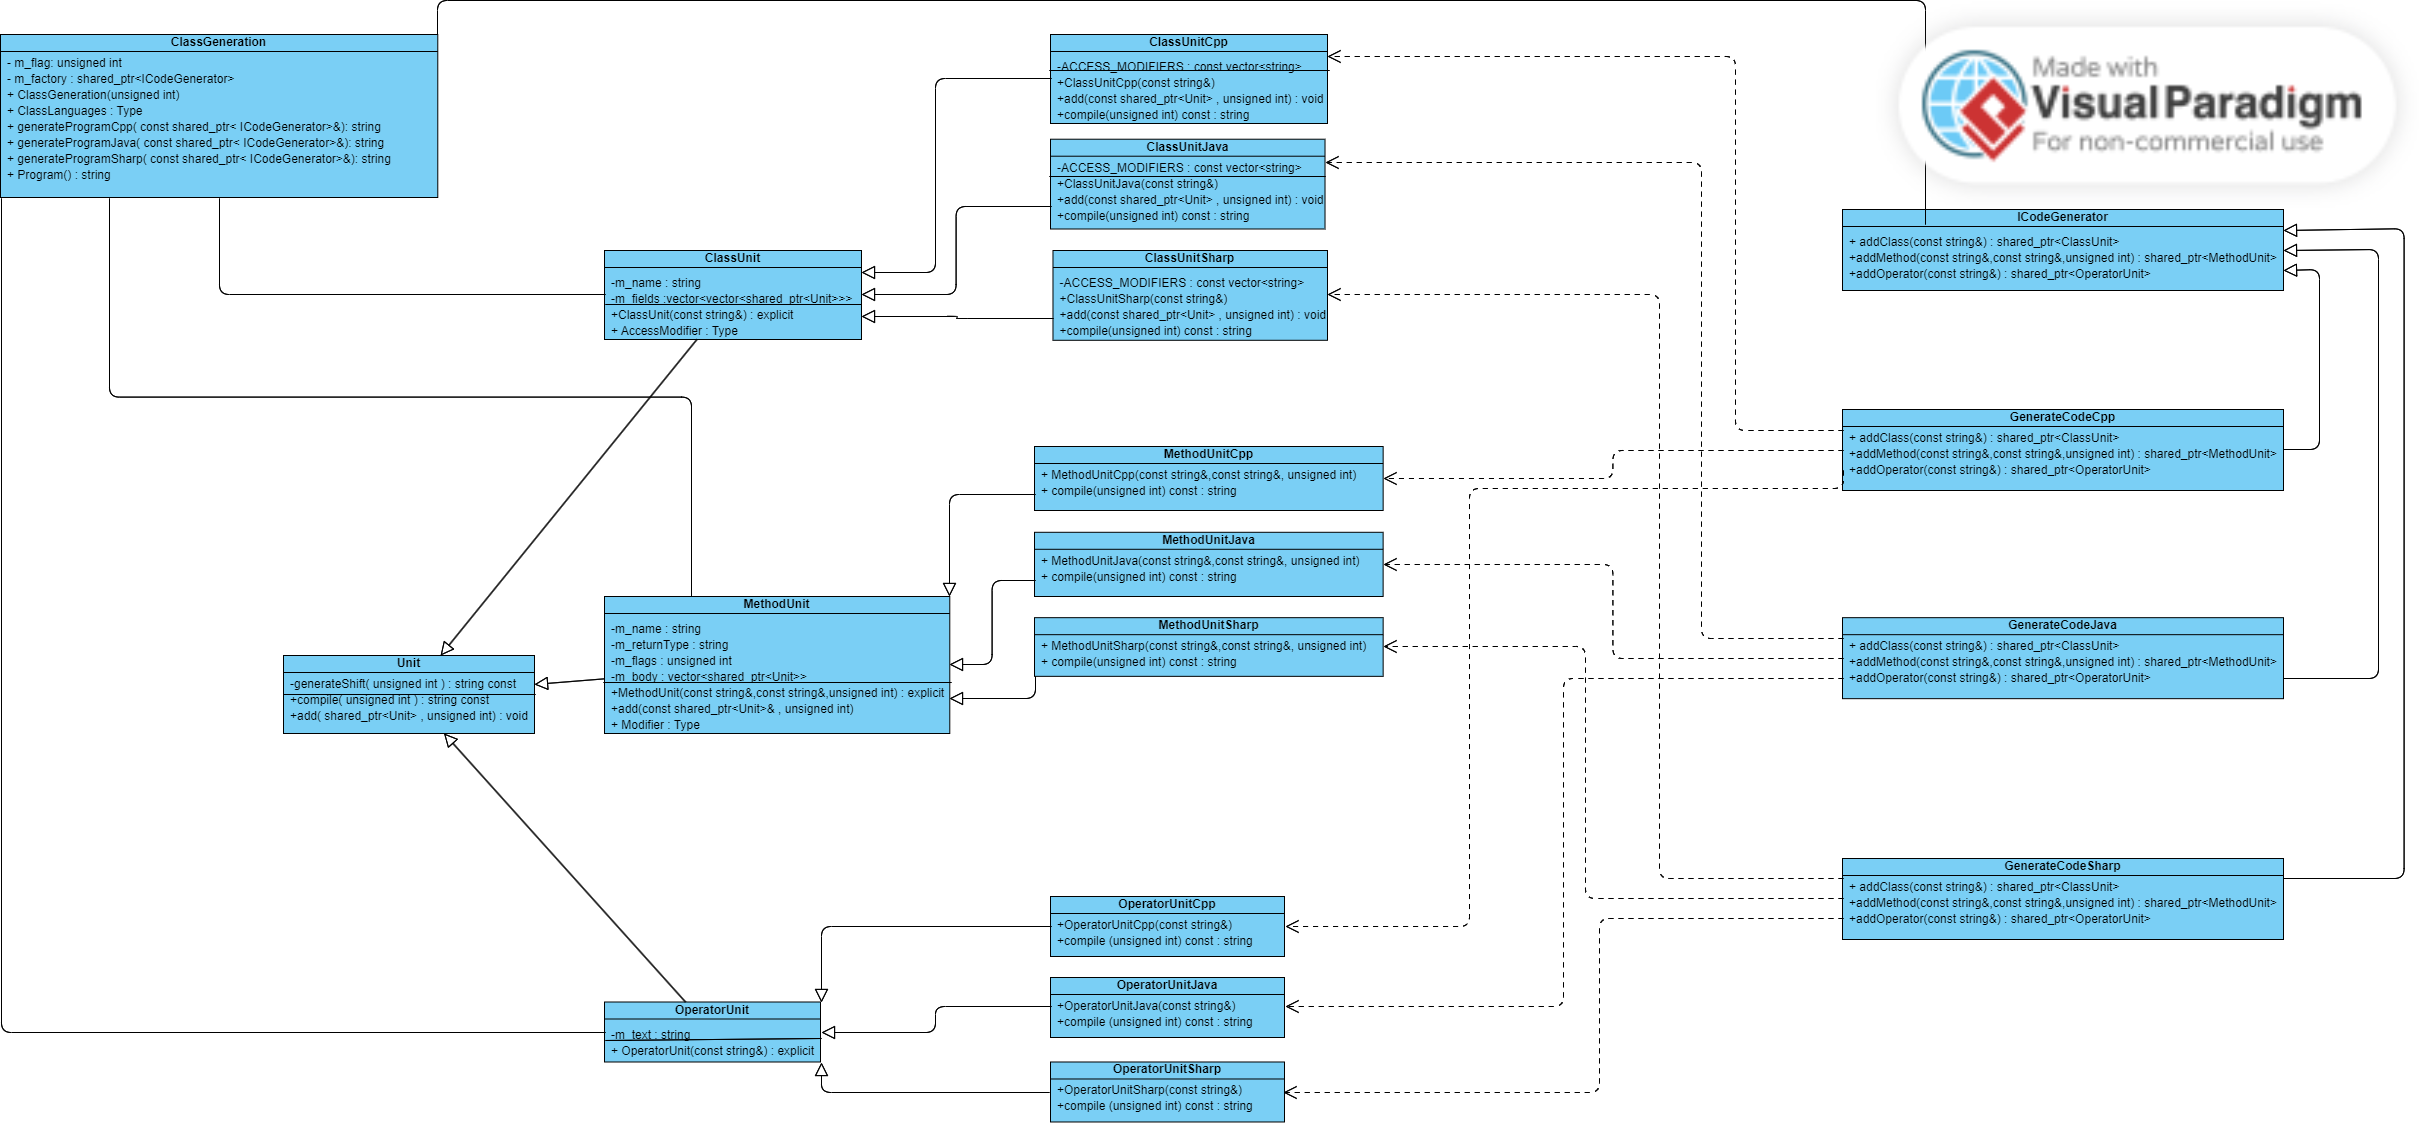 ClassGeneration
- m_flag: unsigned int
- m_factory : shared_ptr<ICodeGenerator>
+ ClassGeneration(unsigned int)
+ ClassLanguages : Type
+ generateProgramCpp( const shared_ptr< ICodeGenerator>&): string
+ generateProgramJava( const shared_ptr< ICodeGenerator>&): string
+ generateProgramSharp( const shared_ptr< ICodeGenerator>&): string
+ Program() : string
ClassUnitCpp
-ACCESS_MODIFIERS : const vector<string>
+ClassUnitCpp(const string&)
+add(const shared_ptr<Unit> , unsigned int) : void
+compile(unsigned int) const : string
Made with
Visual Paradigm
For non-commercial use
ClassUnitJava
-ACCESS_MODIFIERS : const vector<string>
+ClassUnitJava(const string&)
+add(const shared_ptr<Unit> , unsigned int) : void
+compile(unsigned int) const : string
ICodeGenerator
+ addClass(const string&) : shared_ptr<ClassUnit>
+addMethod(const string&,const string&,unsigned int) : shared_ptr<MethodUnit>
+addOperator(const string&) : shared_ptr<OperatorUnit>
ClassUnit
-m_name : string
-m_fields :vector<vector<shared_ptr<Unit>>>
+ClassUnit(const string&) : explicit
+ AccessModifier : Type
ClassUnitSharp
-ACCESS_MODIFIERS : const vector<string>
+ClassUnitSharp(const string&)
+add(const shared_ptr<Unit> , unsigned int) : void
+compile(unsigned int) const : string
GenerateCodeCpp
+ addClass(const string&) : shared_ptr<ClassUnit>
+addMethod(const string&,const string&,unsigned int) : shared_ptr<MethodUnit>
+addOperator(const string&) : shared_ptr<OperatorUnit>
MethodUnitCpp
+ MethodUnitCpp(const string&,const string&, unsigned int)
+ compile(unsigned int) const : string
MethodUnitJava
+ MethodUnitJava(const string&,const string&, unsigned int)
+ compile(unsigned int) const : string
MethodUnit
-m_name : string
-m_returnType : string
-m_flags : unsigned int
-m_body : vector<shared_ptr<Unit>>
+MethodUnit(const string&,const string&,unsigned int) : explicit
+add(const shared_ptr<Unit>& , unsigned int)
+ Modifier : Type
MethodUnitSharp
+ MethodUnitSharp(const string&,const string&, unsigned int)
+ compile(unsigned int) const : string
GenerateCodeJava
+ addClass(const string&) : shared_ptr<ClassUnit>
+addMethod(const string&,const string&,unsigned int) : shared_ptr<MethodUnit>
+addOperator(const string&) : shared_ptr<OperatorUnit>
Unit
-generateShift( unsigned int ) : string const
+compile( unsigned int ) : string const
+add( shared_ptr<Unit> , unsigned int) : void
GenerateCodeSharp
+ addClass(const string&) : shared_ptr<ClassUnit>
+addMethod(const string&,const string&,unsigned int) : shared_ptr<MethodUnit>
+addOperator(const string&) : shared_ptr<OperatorUnit>
OperatorUnitCpp
+OperatorUnitCpp(const string&)
+compile (unsigned int) const : string
OperatorUnitJava
+OperatorUnitJava(const string&)
+compile (unsigned int) const : string
OperatorUnit
-m_text : string
+ OperatorUnit(const string&) : explicit
OperatorUnitSharp
+OperatorUnitSharp(const string&)
+compile (unsigned int) const : string